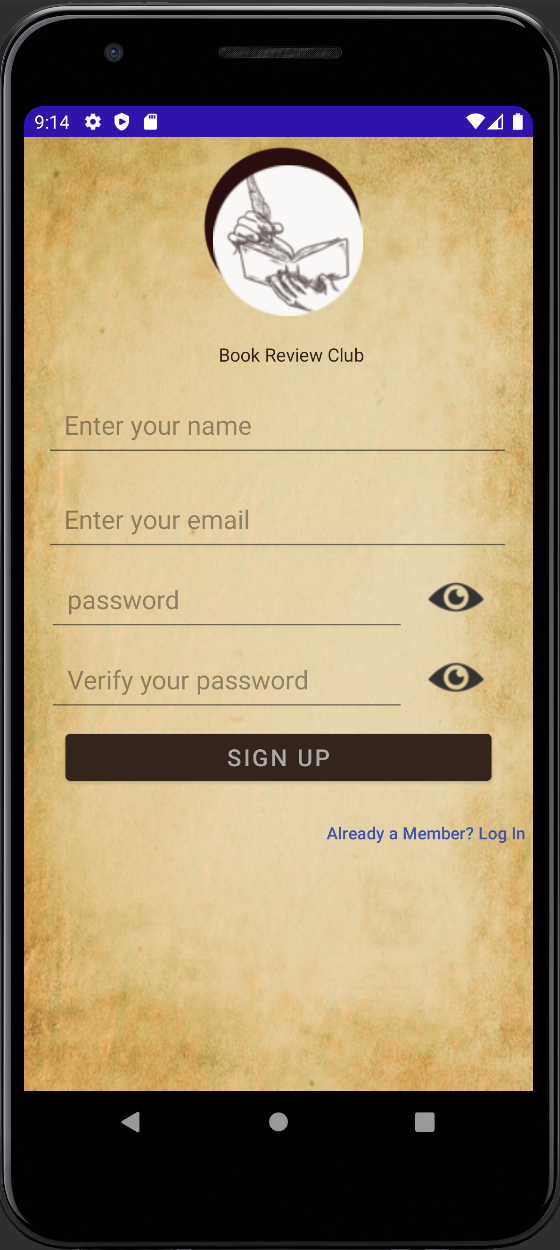 9:14
Book Review Club
Enter your name
Enter your email
password
Verify your password
SIGN UP
Already a Member? Log In